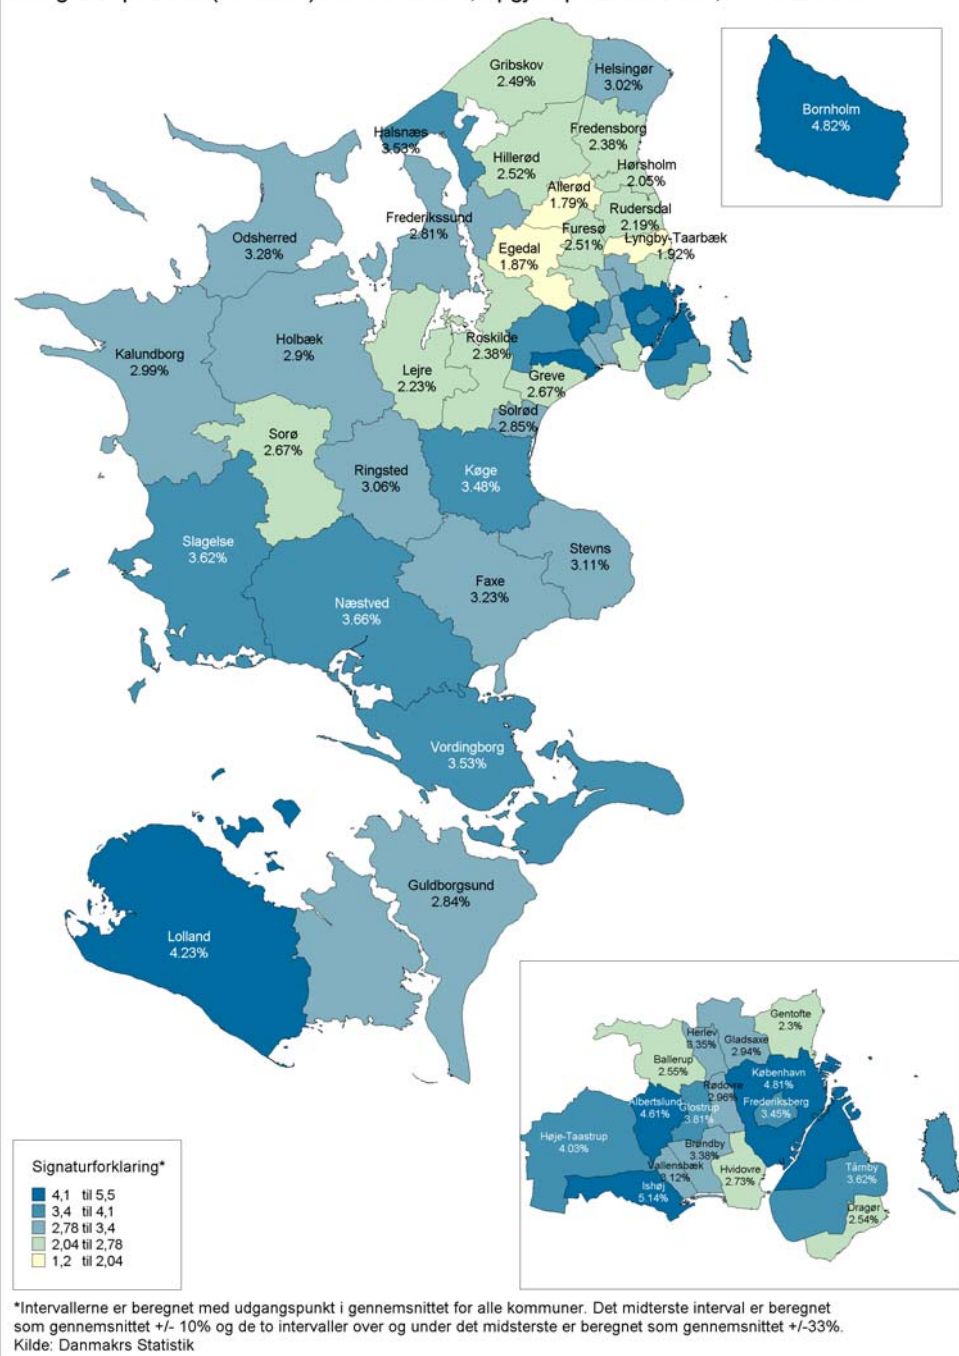 Gribskov
2.49%
Helsingør
3.02%
Bornholm
4.82%
Halsnæs
3.53%
Fredensborg
2.38%
Hillerød
2.52%
Hørsholm
2.05%
Allerød
1.79%
Rudersdal
2.19%
Frederikssund
2.81%
Furesø
2.51%
Lyngby-Taarbæk
1.92%
Odsherred
3.28%
Egedal
1.87%
Holbæk
2.9%
Kalundborg
2.99%
Roskilde
2.38%
Lejre
2.23%
Greve
2.67%
Solrød
2.85%
Sorø
2.67%
Ringsted
3.06%
Køge
3.48%
Slagelse
3.62%
Stevns
3.11%
Faxe
3.23%
Næstved
3.66%
Vordingborg
3.53%
Guldborgsund
2.84%
Lolland
4.23%
Gentofte
2.3%
Herlev
3.35%
Gladsaxe
2.94%
Ballerup
2.55%
København
4.81%
Rødovre
2.96%
Albertslund
4.61%
Glostrup
3.81%
Frederiksberg
3.45%
Høje-Taastrup
4.03%
Brøndby
3.38%
Vallensbæk
3.12%
Hvidovre
2.73%
Ishøj
5.14%
Tårnby
3.62%
Dragør
2.54%
Signaturforklaring*
4,1 til 5,5
3,4 til 4,1
2,78 til 3,4
2,04 til 2,78
1,2 til 2,04
*Intervallerne er beregnet med udgangspunkt i gennemsnittet for alle kommuner. Det midterste interval er beregnet
som gennemsnittet +/- 10% og de to intervaller over og under det midsterste er beregnet som gennemsnittet +/-33%.
Kilde: Danmakrs Statistik